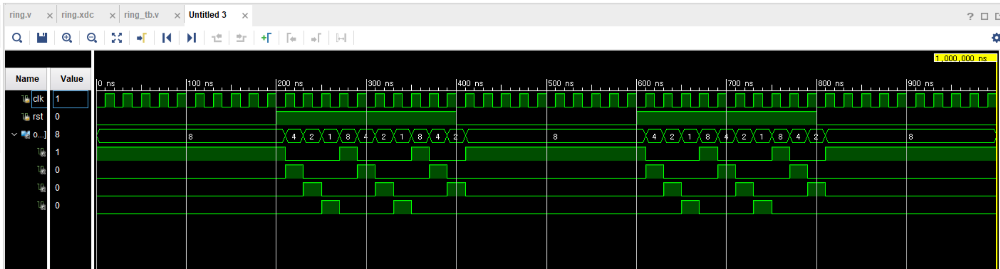 ring.v × ring.xdc × ring_tb.v × Untitled 3 ×
?
1,000,000 ns
Name Value
0 ns 100 ns 200 ns 300 ns 400 ns 500 ns 600 ns 700 ns 800 ns 900 ns
clk 1
rst 0
o...] 8 8 4 2 1 8 4 2 1 8 4 2 8 4 2 1 8 4 2 1 8 4 2 8
1
0
0
0